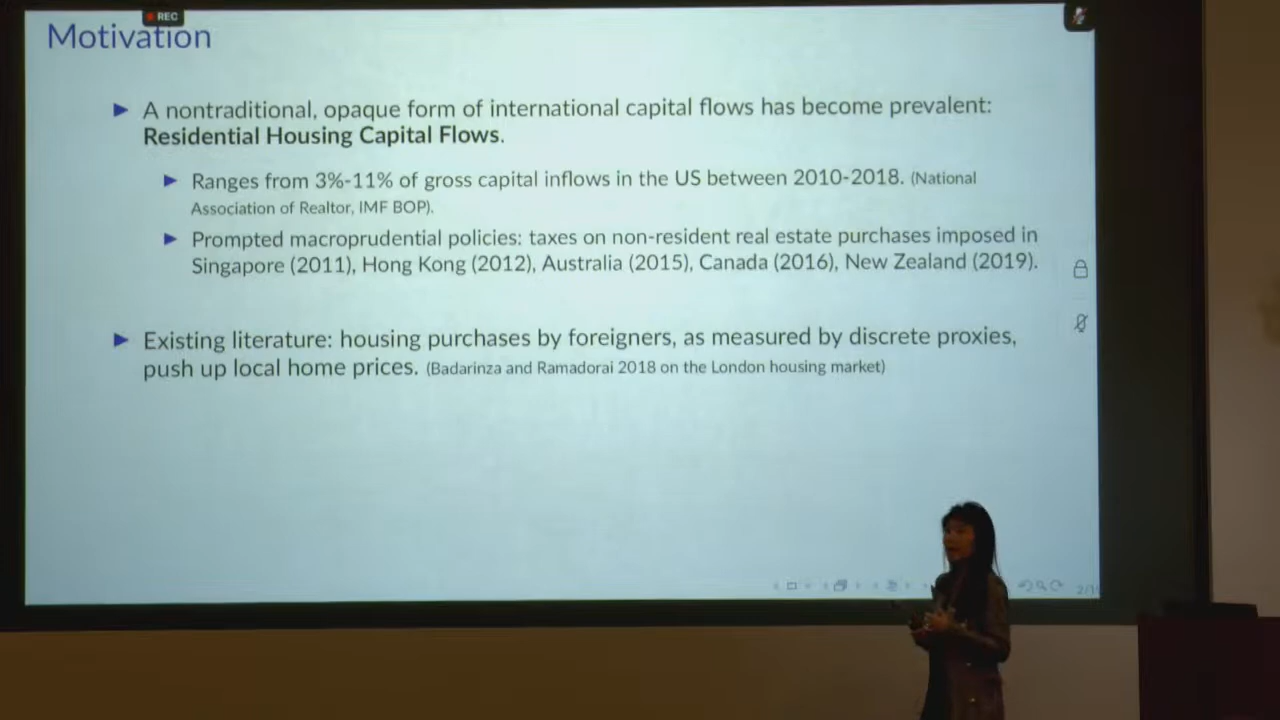 REC
Motivation
A nontraditional, opaque form of international capital flows has become prevalent:
Residential Housing Capital Flows.
Ranges from 3%-11% of gross capital inflows in the US between 2010-2018. (National
Association of Realtor, IMF BOP).
Prompted macroprudential policies: taxes on non-resident real estate purchases imposed in
Singapore (2011), Hong Kong (2012), Australia (2015), Canada (2016), New Zealand (2019).
Existing literature: housing purchases by foreigners, as measured by discrete proxies,
push up local home prices. (Badarinza and Ramadorai 2018 on the London housing market)